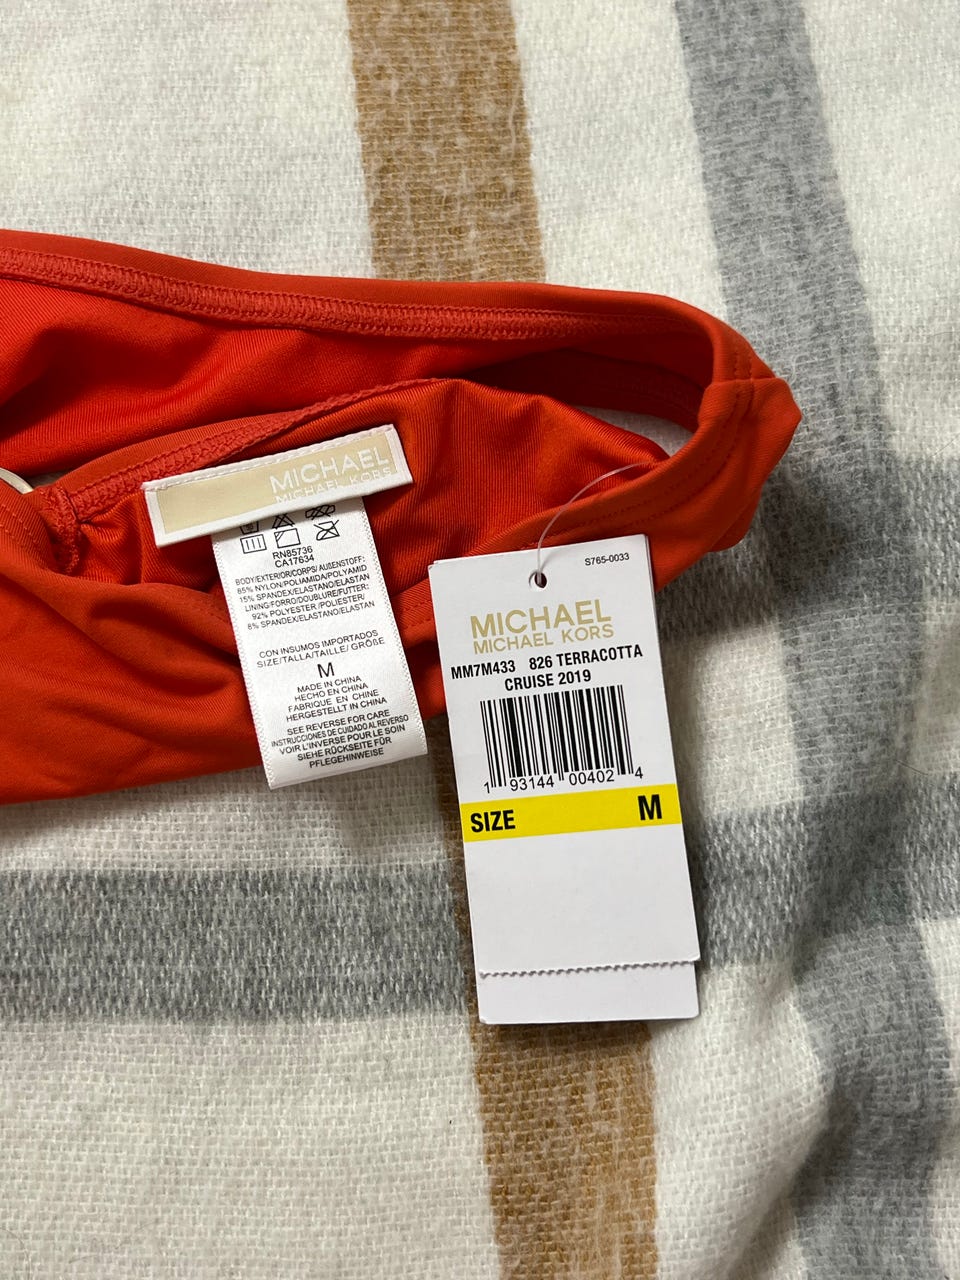 MICHAEL
MICHAEL KORS
RN85736
CA17634
BODY/EXTERIOR/CORPS/ AUßENSTOFF:
85% NYLON/POLIAMIDA/POLYAMID
15% SPANDEX/ELASTANO/ELASTAN
LINING/FORRO/DOUBLURE/FUTTER:
92% POLYESTER /POLIESTER/
8% SPANDEX/ELASTANO/ELASTAN
CON INSUMOS IMPORTADOS
SIZE/TALLA/TAILLE/ GRÖßE
M
MADE IN CHINA
HECHO EN CHINA
FABRIQUE EN CHINE
HERGESTELLT IN CHINA
SEE REVERSE FOR CARE
INSTRUCCIONES DE CUIDADO AL REVERSO
VOIR L'INVERSE POUR LE SOIN
SIEHE RÜCKSEITE FÜR
PFLEGEHINWEISE
S765-0033
MICHAEL
MICHAEL KORS
MM7M433 826 TERRACOTTA
CRUISE 2019
1 93144 00402 4
SIZE M